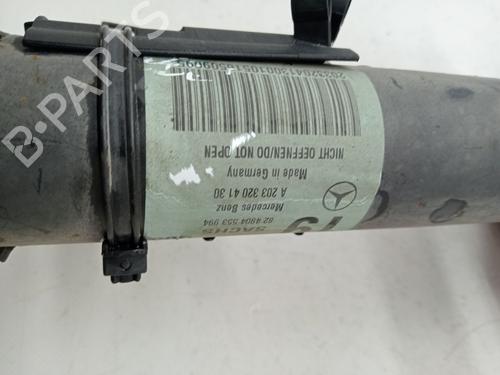 SACHS
82 4804 553 994
Mercedes Benz
A 203 320 41 30
Made in Germany
NICHT OEFFNEN/DO NOT OPEN